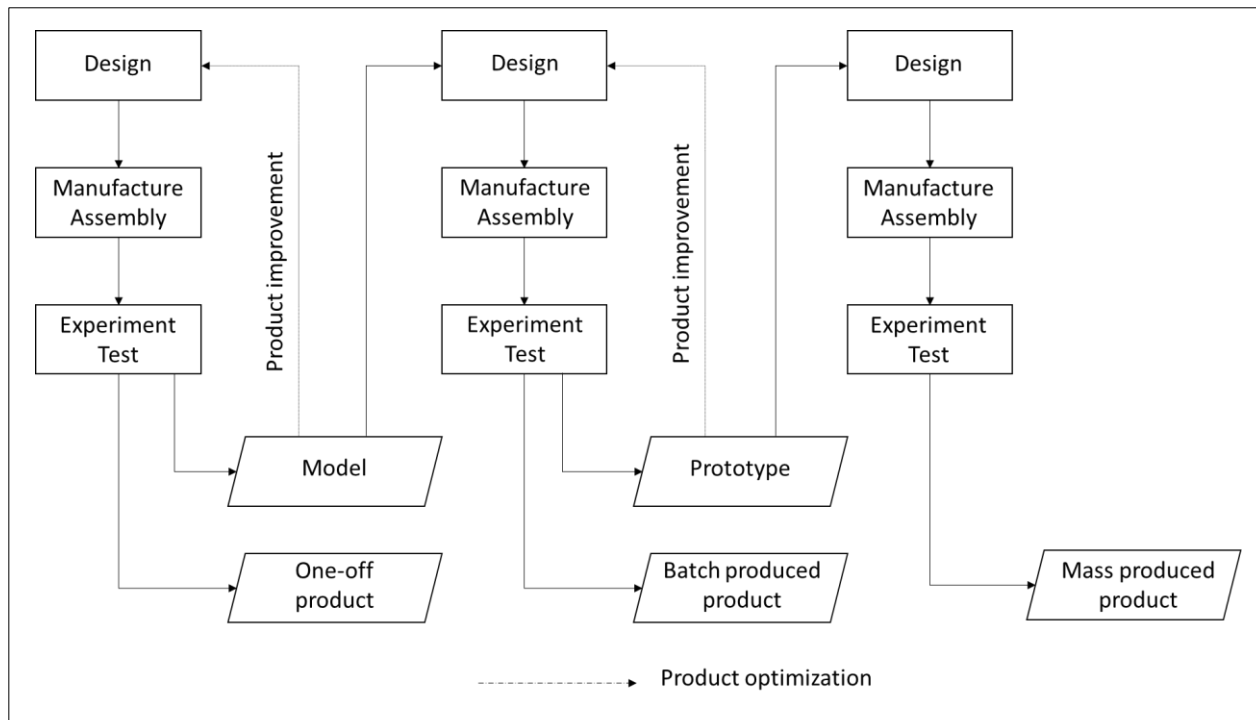 Design
Manufacture
Assembly
Experiment
Test
Product improvement
Model
One-off
product
Design
Manufacture
Assembly
Experiment
Test
Product improvement
Prototype
Batch produced
product
Design
Manufacture
Assembly
Experiment
Test
Mass produced
product
Product optimization